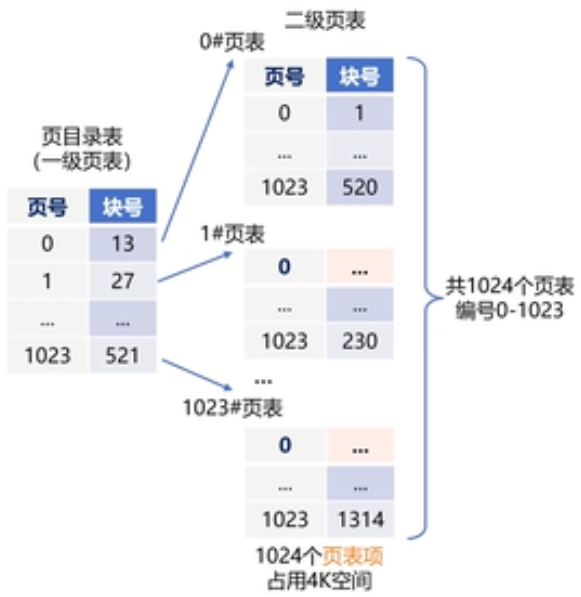 二级页表
0#页表
页号 块号
0 1
... ...
1023 520
页目录表
(一级页表)
页号 块号
0 13
1 27
... ...
1023 521
1#页表
0 ...
... ...
1023 230
...
1023#页表
0 ...
... ...
1023 1314
1024个页表项
占用4K空间
共1024个页表
编号0-1023